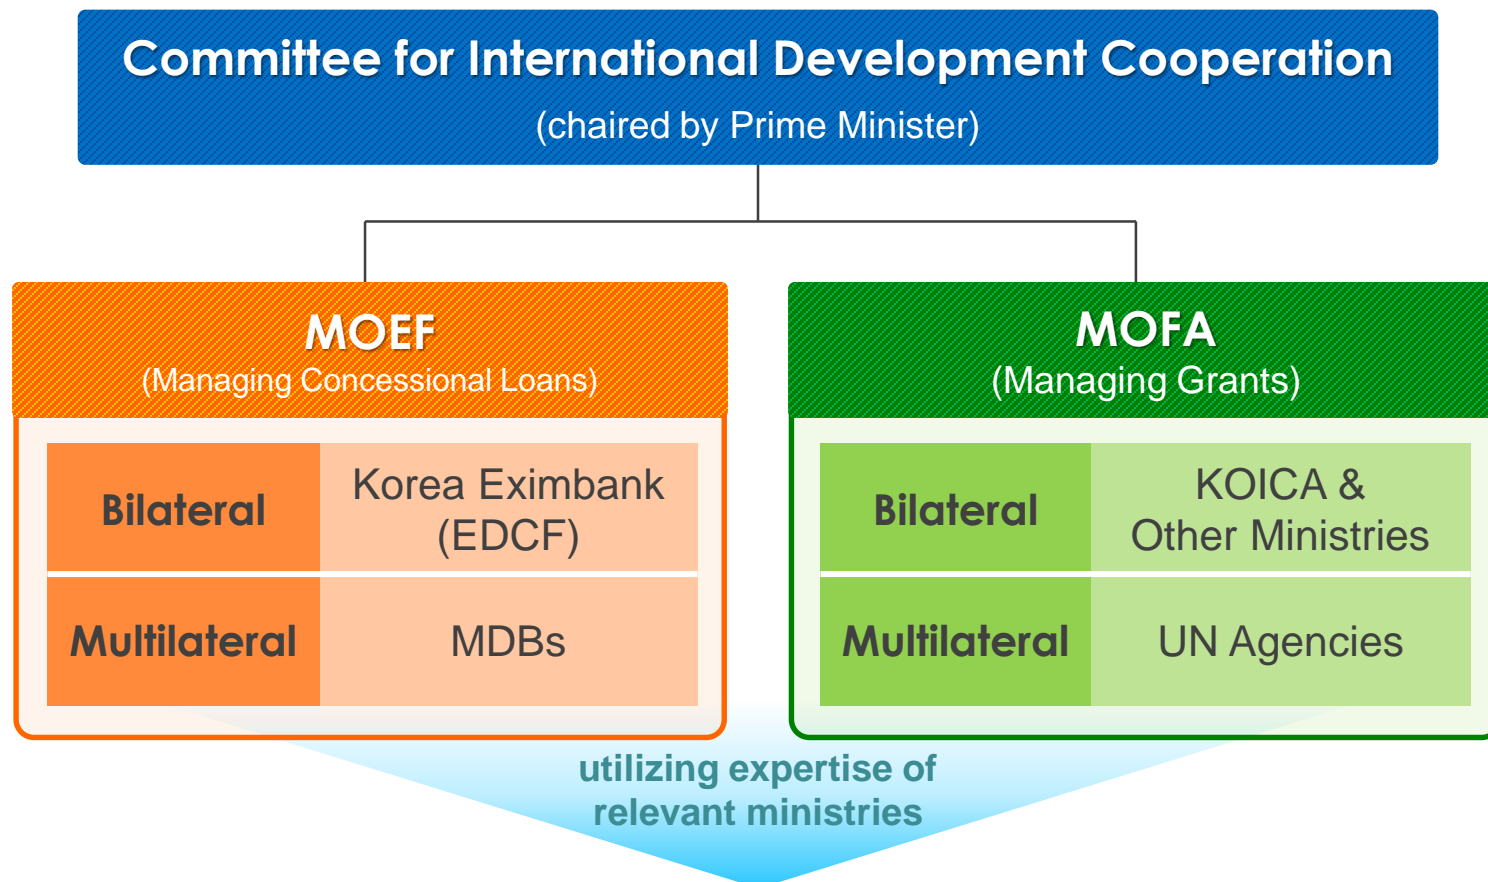 Committee for International Development Cooperation
(chaired by Prime Minister)
MOEF
(Managing Concessional Loans)
Bilateral
Korea Eximbank
(EDCF)
Multilateral
MDBs
MOFA
(Managing Grants)
Bilateral
KOICA &
Other Ministries
Multilateral
UN Agencies
utilizing expertise of
relevant ministries